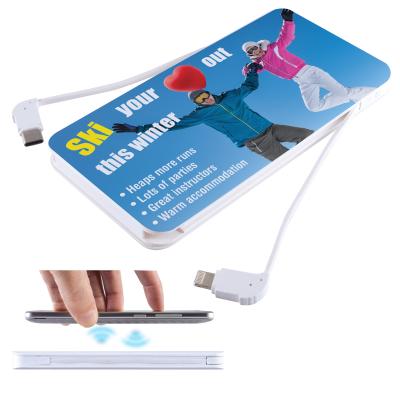 Ski your out
this winter
• Heaps more runs
• Lots of parties
• Great instructors
• Warm accommodation